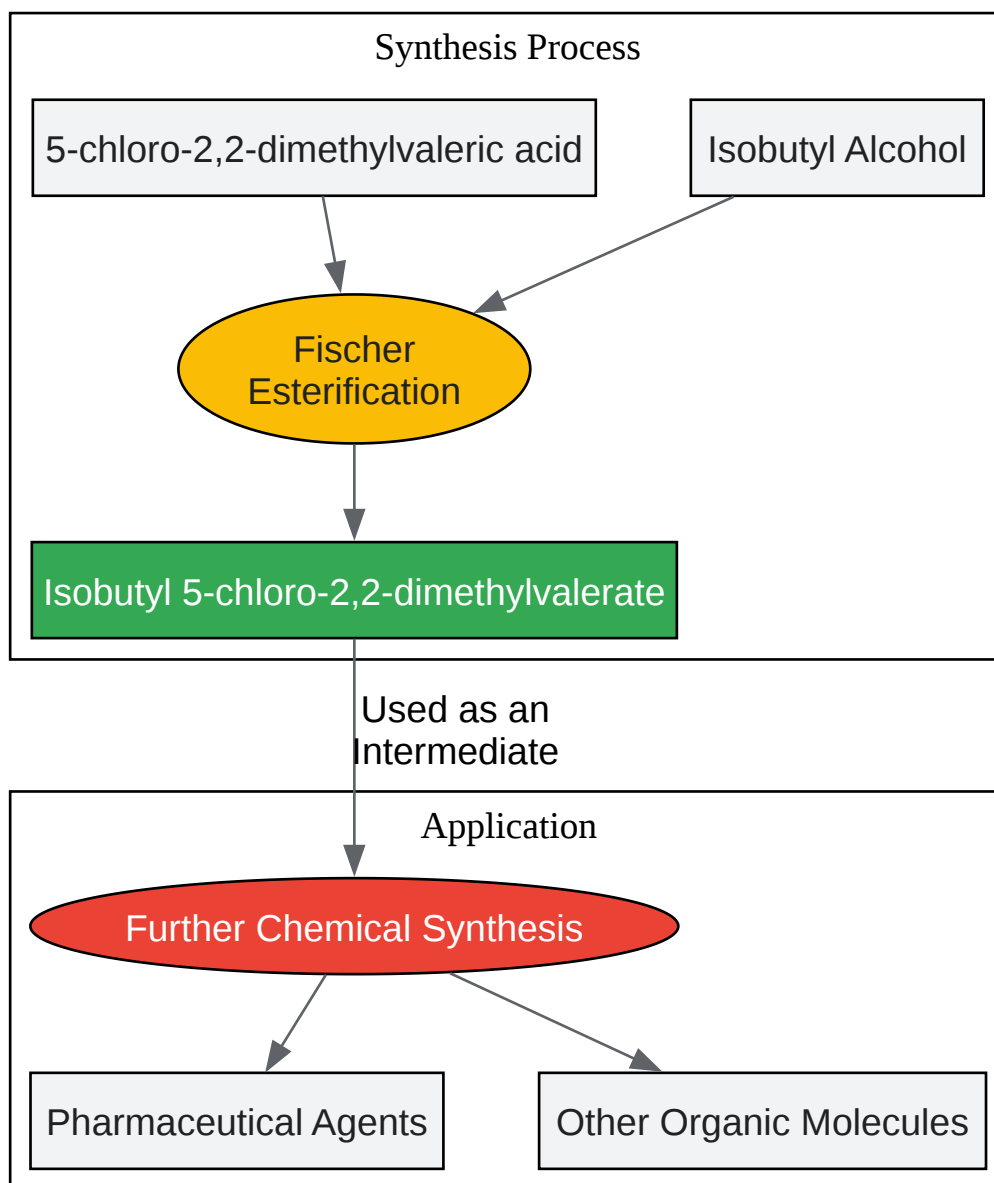 Synthesis Process
5-chloro-2,2-dimethylvaleric acid
Isobutyl Alcohol
Fischer
Esterification
Isobutyl 5-chloro-2,2-dimethylvalerate
Used as an
Intermediate
Application
Further Chemical Synthesis
Pharmaceutical Agents
Other Organic Molecules